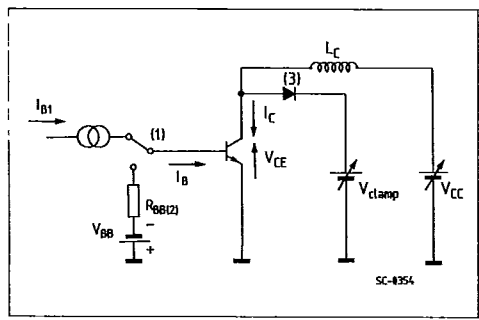 L_C
(3)
I_B1
(1)
I_C
I_B
V_CE
V_clamp
V_CC
R_BB(2)
V_BB
-
+
SC-0354